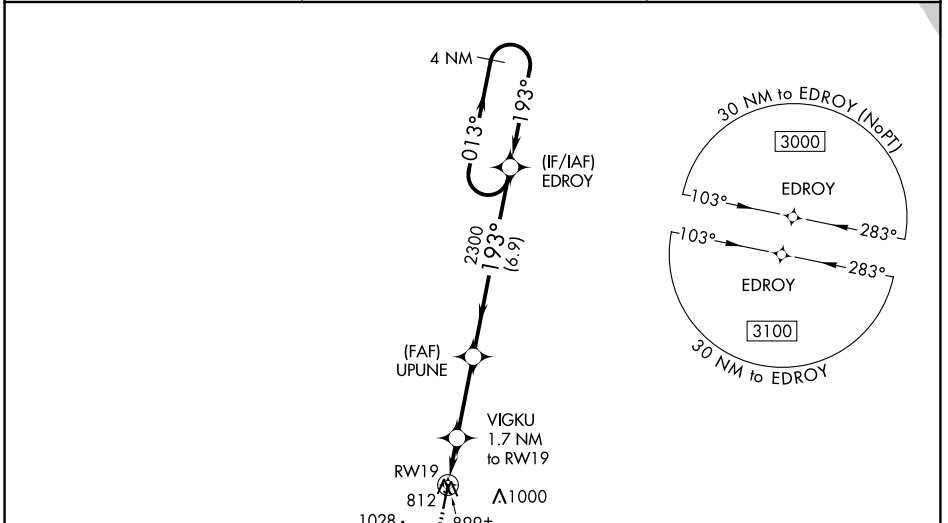 4 NM
013°
193°
(IF/IAF)
EDROY
2300
193°
(6.9)
(FAF)
UPUNE
VIGKU
1.7 NM
to RW19
RW19
812
1000
1028
899±
30 NM to EDROY (NoPT)
3000
EDROY
103°
283°
103°
283°
EDROY
3100
30 NM to EDROY